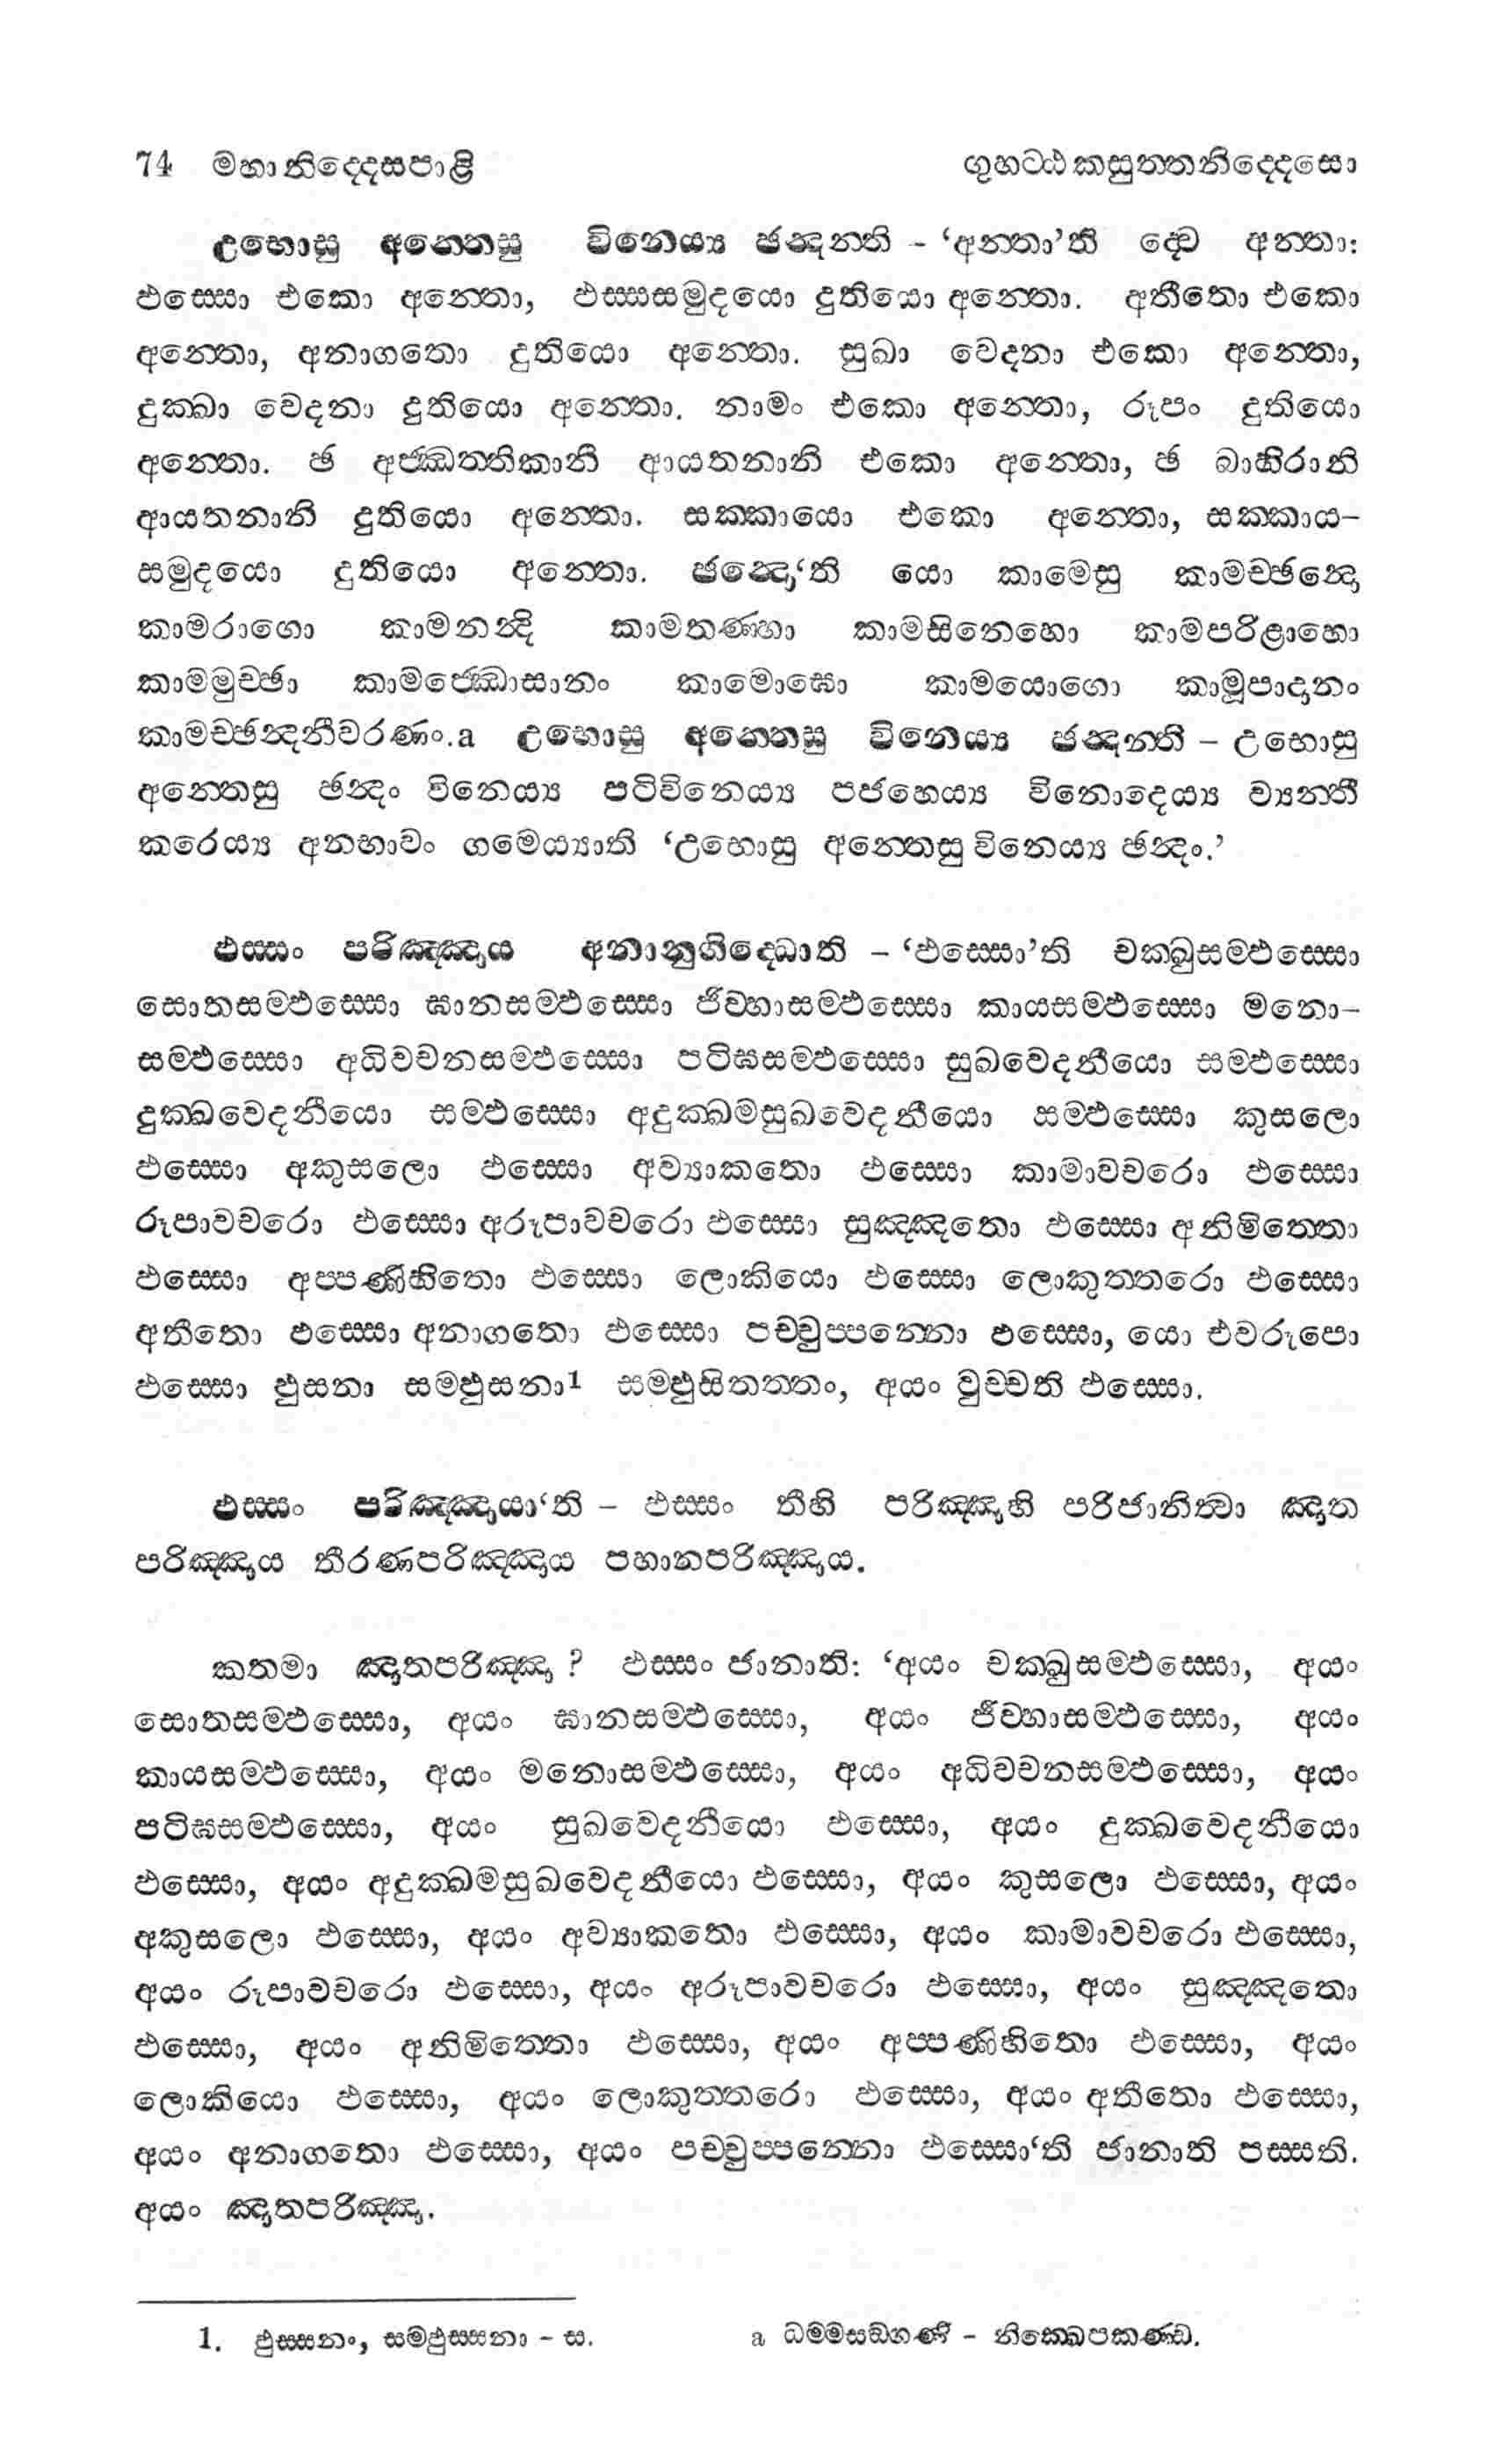 74 මහානිද්දෙසපාළි ගුහට්ඨකසුත්තනිද්දෙසො
උභොසු අන්තෙසු විනෙය්‍ය ඡන්දන්ති – ‘අන්තා’ති ද්වෙ අන්තා:
ඵස්සො එකො අන්තො, ඵස්සසමුදයො දුතියො අන්තො. අතීතො එකො
අන්තො, අනාගතො දුතියො අන්තො. සුඛා වෙදනා එකො අන්තො,
දුක්ඛා වෙදනා දුතියො අන්තො. නාමං එකො අන්තො, රූපං දුතියො
අන්තො. ඡ අජ්ඣත්තිකානී ආයතනානි එකො අන්තො, ඡ බාහිරානි
ආයතනානි දුතියො අන්තො. සක්කායො එකො අන්තො, සක්කාය–
සමුදයො දුතියො අන්තො. ඡන්දො‘ති යො කාමෙසු කාමච්ඡන්දො
කාමරාගො කාමනන්දි කාමතණ්හා කාමසිනෙහො කාමපරිළාහො
කාමමුච්ඡා කාමජ්ඣොසානං කාමොඝො කාමයොගො කාමූපාදානං
කාමච්ඡන්දනීවරණං.a උභොසු අන්තෙසු විනෙය්‍ය ඡන්දන්ති – උභොසු
අන්තෙසු ඡන්දං විනෙය්‍ය පටිවිනෙය්‍ය පජහෙය්‍ය විනොදෙය්‍ය ව්‍යන්තී
කරෙය්‍ය අනභාවං ගමෙය්‍යාති ‘උභොසු අන්තෙසු විනෙය්‍ය ඡන්දං.’
ඵස්සං පරිඤ්ඤාය අනානුගිද්ධොති – ‘ඵස්සො’ති චක්ඛුසම්ඵස්සො
සොතසම්ඵස්සො ඝානසම්ඵස්සො ජිව්හාසම්ඵස්සො කායසම්ඵස්සො මනො–
සම්ඵස්සො අධිවචනසම්ඵස්සො පටිඝසම්ඵස්සො සුඛවෙදනීයො සම්ඵස්සො
දුක්ඛවෙදනීයො සම්ඵස්සො අදුක්ඛමසුඛවෙදනීයො සම්ඵස්සො කුසලො
ඵස්සො අකුසලො ඵස්සො අව්‍යාකතො ඵස්සො කාමාවචරො ඵස්සො
රූපාවචරො ඵස්සො අරූපාවචරො ඵස්සො සුඤ්ඤතො ඵස්සො අනිමිත්තො
ඵස්සො අප්පණිහිතො ඵස්සො ලොකියො ඵස්සො ලොකුත්තරො ඵස්සො
අතීතො ඵස්සො අනාගතො ඵස්සො පච්චුප්පන්නො ඵස්සො, යො එවරූපො
ඵස්සො ඵුසනා සම්ඵුසනා1 සම්ඵුසිතත්තං, අයං වුච්චති ඵස්සො.
ඵස්සං පරිඤ්ඤායා‘ති – ඵස්සං තීහි පරිඤ්ඤාහි පරිජානිත්වා ඤාත
පරිඤ්ඤාය තීරණපරිඤ්ඤාය පහානපරිඤ්ඤාය.
කතමා ඤාතපරිඤ්ඤා ? ඵස්සං ජානාති: ‘අයං චක්ඛුසම්ඵස්සො, අයං
සොතසම්ඵස්සො, අයං ඝානසම්ඵස්සො, අයං ජිව්හාසම්ඵස්සො, අයං
කායසම්ඵස්සො, අයං මනොසම්ඵස්සො, අයං අධිවචනසම්ඵස්සො, අයං
පටිඝසම්ඵස්සො, අයං සුඛවෙදනීයො ඵස්සො, අයං දුක්ඛවෙදනීයො
ඵස්සො, අයං අදුක්ඛමසුඛවෙදනීයො ඵස්සො, අයං කුසලො ඵස්සො, අයං
අකුසලො ඵස්සො, අයං අව්‍යාකතො ඵස්සො, අයං කාමාවචරො ඵස්සො,
අයං රූපාවචරො ඵස්සො, අයං අරූපාවචරො ඵස්සො, අයං සුඤ්ඤතො
ඵස්සො, අයං අනිමිත්තො ඵස්සො, අයං අප්පණිහිතො ඵස්සො, අයං
ලොකියො ඵස්සො, අයං ලොකුත්තරො ඵස්සො, අයං අතීතො ඵස්සො,
අයං අනාගතො ඵස්සො, අයං පච්චුප්පන්නො ඵස්සො‘ති ජානාති පස්සති.
අයං ඤාතපරිඤ්ඤා.
1. ඵුස්සනං, සම්ඵුස්සනා – ස. a ධම්මසඞ්ගණි – නික්ඛෙපකණ්ඩ.